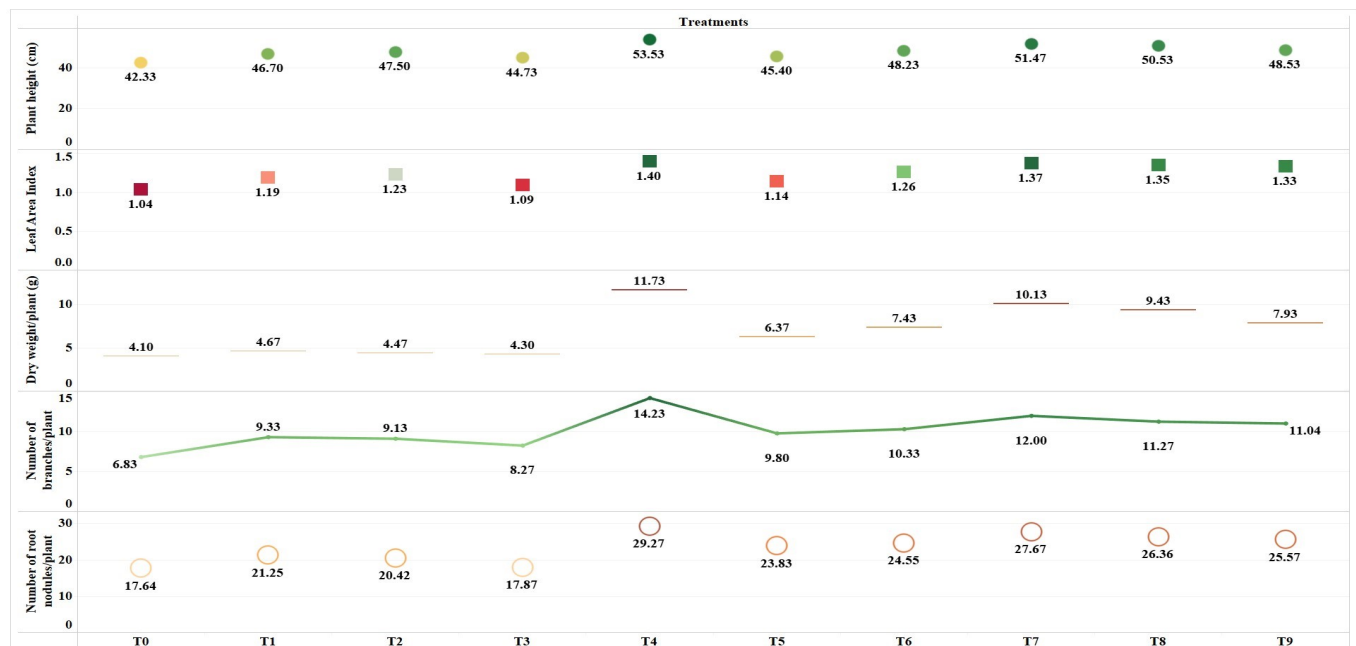 Treatments
Plant height (cm)
40
20
0
42.33 46.70 47.50 44.73 53.53 45.40 48.23 51.47 50.53 48.53
Leaf Area Index
1.5
1.0
0.5
0.0
1.04 1.19 1.23 1.09 1.40 1.14 1.26 1.37 1.35 1.33
Dry weight/plant (g)
10
5
0
4.10 4.67 4.47 4.30 11.73 6.37 7.43 10.13 9.43 7.93
Number of
branches/plant
15
10
5
0
6.83 9.33 9.13 8.27 14.23 9.80 10.33 12.00 11.27 11.04
Number of root
nodules/plant
30
20
10
0
17.64 21.25 20.42 17.87 29.27 23.83 24.55 27.67 26.36 25.57
T0 T1 T2 T3 T4 T5 T6 T7 T8 T9